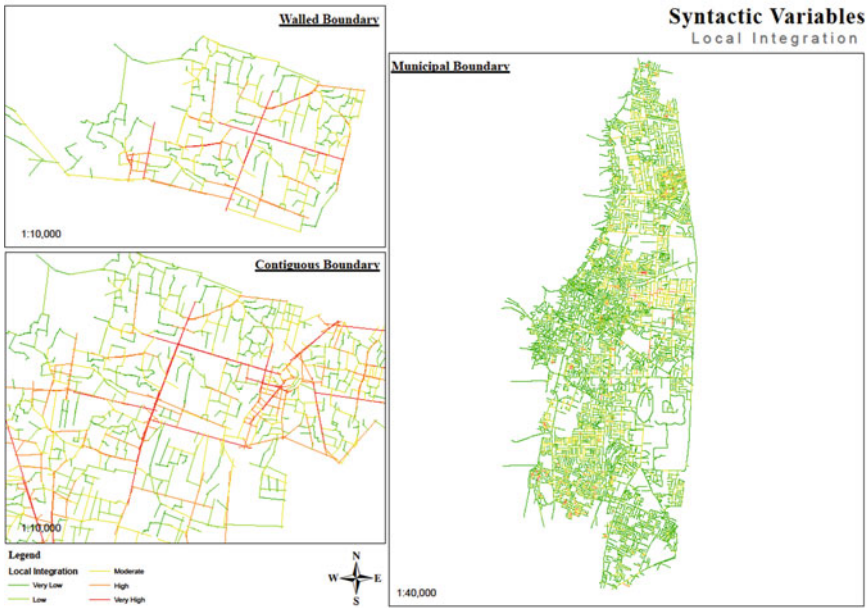 Syntactic Variables
Local Integration
Walled Boundary
1:10,000
Contiguous Boundary
1:10,000
Municipal Boundary
1:40,000
Legend
Local Integration
Very Low
Low
Moderate
High
Very High
N
W E
S